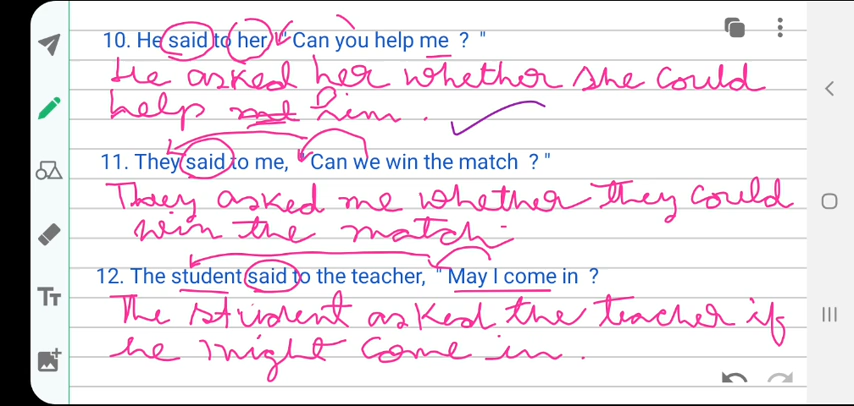 10. He said to her, " Can you help me ? "
He asked her whether she could
help him .
11. They said to me, " Can we win the match ? "
They asked me whether they could
win the match .
12. The student said to the teacher, " May I come in ?
The student asked the teacher if
he might come in .
TT